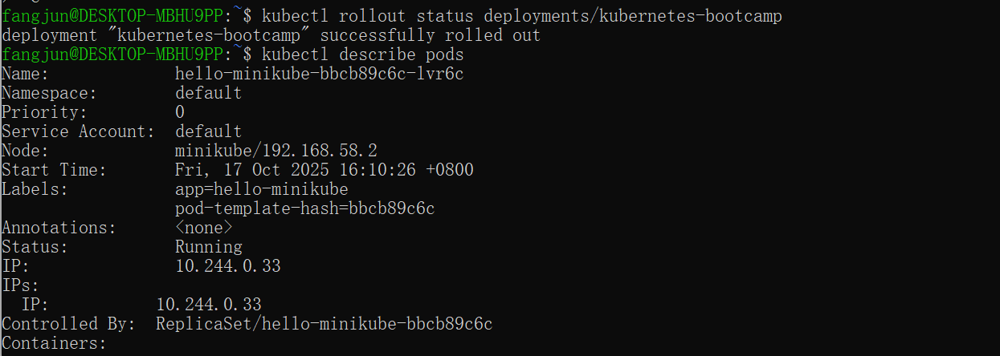 fangjun@DESKTOP-MBHU9PP:~$ kubectl rollout status deployments/kubernetes-bootcamp
deployment "kubernetes-bootcamp" successfully rolled out
fangjun@DESKTOP-MBHU9PP:~$ kubectl describe pods
Name:             hello-minikube-bbcb89c6c-lvr6c
Namespace:        default
Priority:         0
Service Account:  default
Node:             minikube/192.168.58.2
Start Time:       Fri, 17 Oct 2025 16:10:26 +0800
Labels:           app=hello-minikube
                  pod-template-hash=bbcb89c6c
Annotations:      <none>
Status:           Running
IP:               10.244.0.33
IPs:
  IP:           10.244.0.33
Controlled By:  ReplicaSet/hello-minikube-bbcb89c6c
Containers: